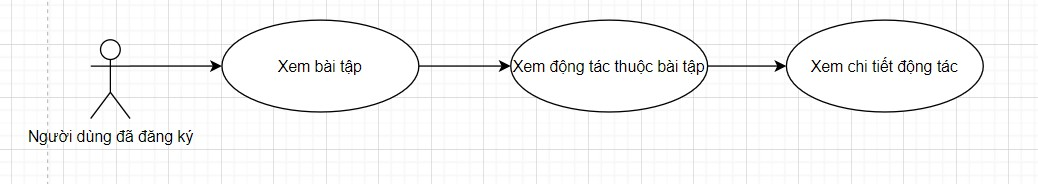 Xem bài tập
Xem động tác thuộc bài tập
Xem chi tiết động tác
Người dùng đã đăng ký